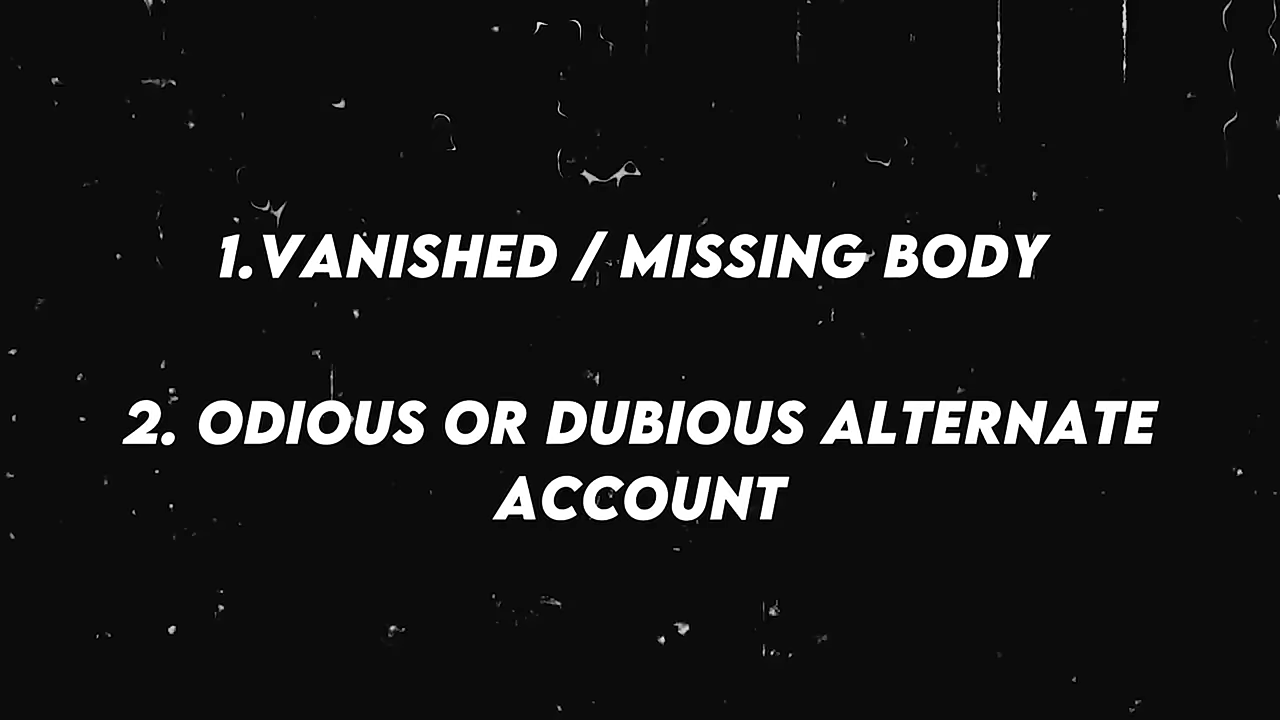 1.VANISHED / MISSING BODY
2. ODIOUS OR DUBIOUS ALTERNATE
ACCOUNT